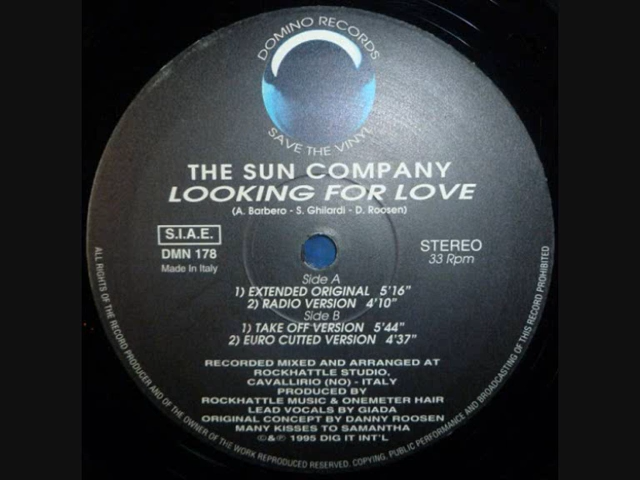 DOMINO RECORDS
SAVE THE VINYL
THE SUN COMPANY
LOOKING FOR LOVE
(A. Barbero - S. Ghilardi - D. Roosen)
S.I.A.E.
DMN 178
Made in Italy
STEREO
33 Rpm
Side A
1) EXTENDED ORIGINAL 5'16"
2) RADIO VERSION 4'10"
Side B
1) TAKE OFF VERSION 5'44"
2) EURO CUTTED VERSION 4'37"
RECORDED MIXED AND ARRANGED AT
ROCKHATTLE STUDIO,
CAVALLIRIO (NO) - ITALY
PRODUCED BY
ROCKHATTLE MUSIC & ONEMETER HAIR
LEAD VOCALS BY GIADA
ORIGINAL CONCEPT BY DANNY ROOSEN
MANY KISSES TO SAMANTHA
©&℗ 1995 DIG IT INT'L
ALL RIGHTS OF THE RECORD PRODUCER AND OF THE OWNER OF THE WORK REPRODUCED RESERVED. COPYING, PUBLIC PERFORMANCE AND BROADCASTING OF THIS RECORD PROHIBITED